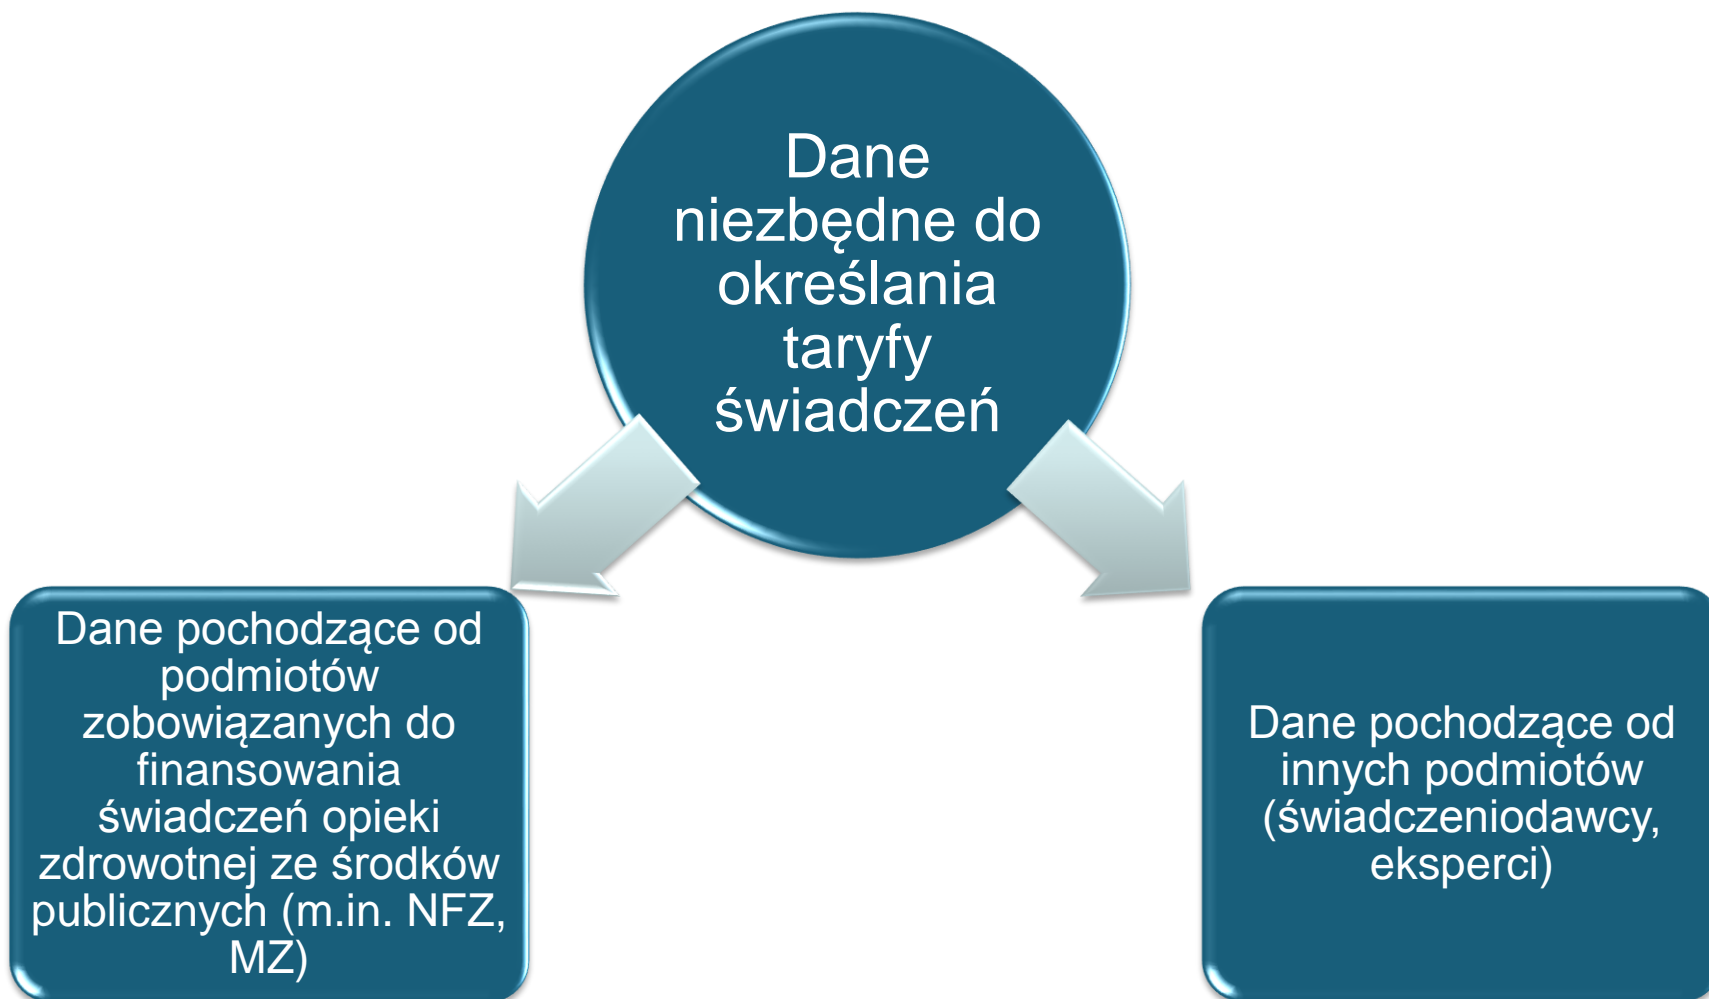 Dane
niezbędne do
określania
taryfy
świadczeń
Dane pochodzące od
podmiotów
zobowiązanych do
finansowania
świadczeń opieki
zdrowotnej ze środków
publicznych (m.in. NFZ,
MZ)
Dane pochodzące od
innych podmiotów
(świadczeniodawcy,
eksperci)